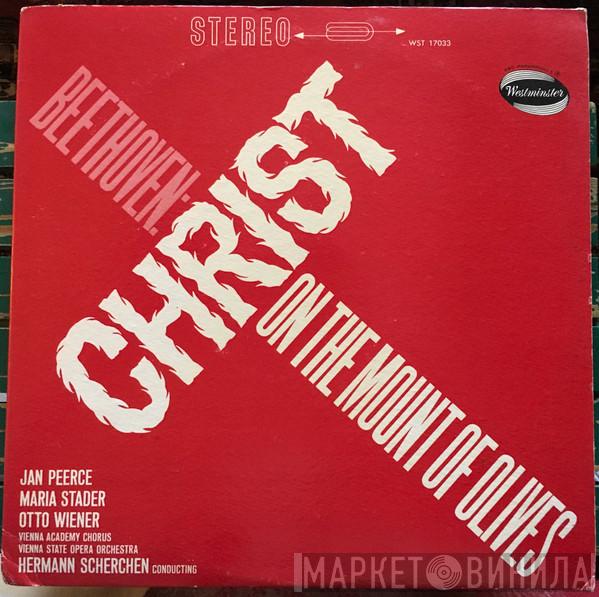 STEREO
WST 17033
Westminster
BEETHOVEN:
CHRIST
ON THE MOUNT OF OLIVES
JAN PEERCE
MARIA STADER
OTTO WIENER
VIENNA ACADEMY CHORUS
VIENNA STATE OPERA ORCHESTRA
HERMANN SCHERCHEN CONDUCTING
МАРКЕТ ВИНИЛА